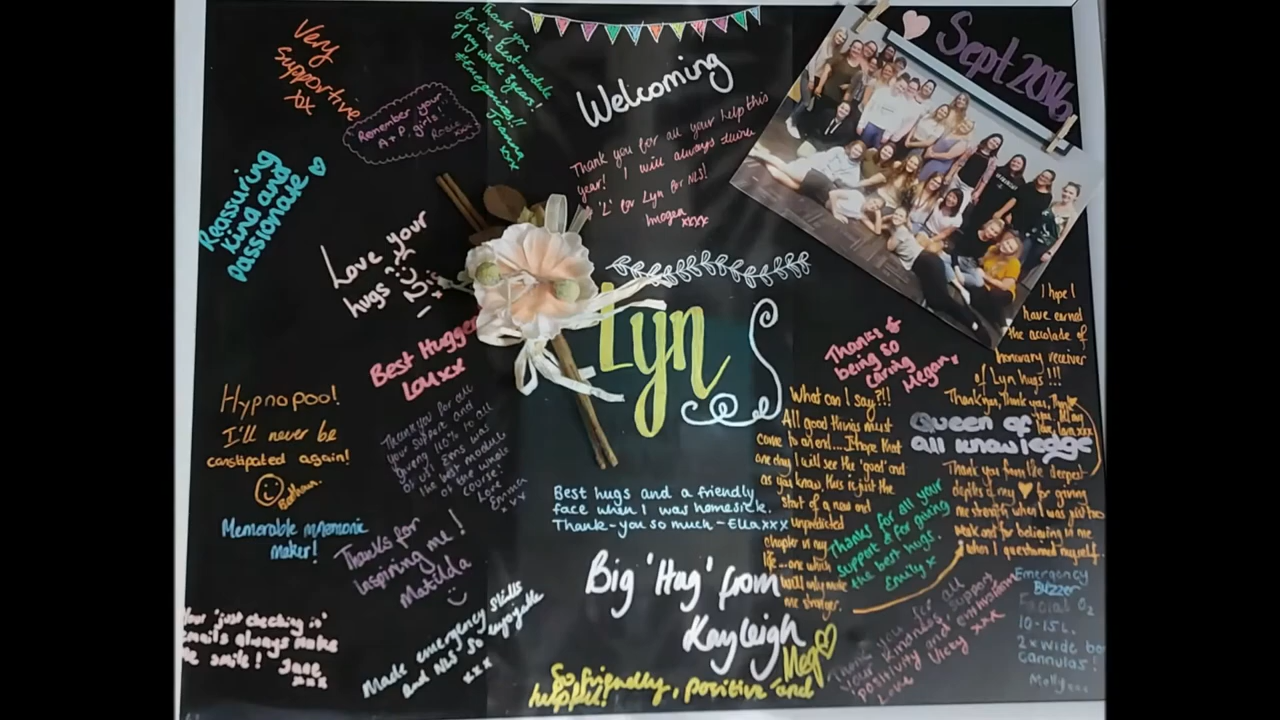 Very
supportive
xx
Thank you
for the best module
of my whole 3 years!
#Emergencies!!
Joanna
xxx
Remember your
A+P girls!
Rosie
xxx
Welcoming
Thank you for all your help this
year! I will always think
'L' for Lyn for NLS!
Imogen xxxx
Sept 2016
Reassuring
kind and
passionate
Love your
hugs
Best Hugger
Lou xx
Lyn
Hypnopoo!
I'll never be
constipated again!
Bethan.
Memorable mnemonic
maker!
Thank you for all
your support and
giving 110% to all
of us! EMS was
the best module
of the whole
course!
Love
Emma
xxx
Thanks for
inspiring me!
Matilda
Your 'just checking in'
emails always make
me smile! Jane
xxx
Made emergency skills
and NLS so enjoyable
xxx
Best hugs and a friendly
face when I was homesick.
Thank-you so much - Ella xxx
Big 'Hug' from
Kayleigh
So friendly, positive and
helpful!
Meg
Thanks 4
being so
caring
Megan x
What can I say?!!
All good things must
come to an end... I hope that
one day I will see the 'good' and
as you know, this is just the
start of a new and
unpredicted
chapter in my
life... one which
will only make
me stronger.
I hope I
have earned
the accolade of
honorary receiver
of Lyn hugs!!!
Thank you, Thank you, Thank
you.
Queen of
all knowledge
Thank you from the deepest
depths of my for giving
me strength when I was just too
weak and for believing in me
when I questioned myself.
Thanks for all your
support & for giving
the best hugs.
Emily x
Thank you for all
your kindness, support,
positivity and enthusiasm
Love Vicky xxx
Emergency
Buzzer
Facial O2
10-15L.
2x wide bo
cannulas!
Molly xxx